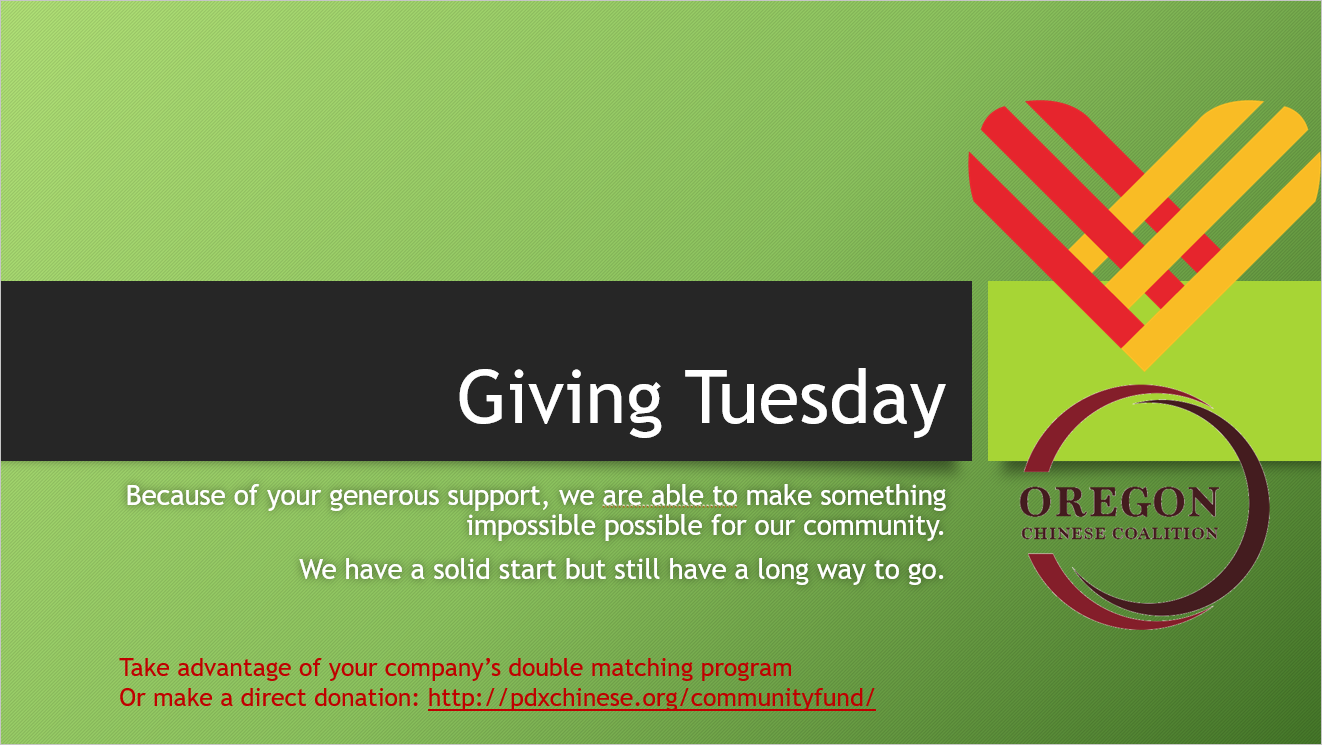 Giving Tuesday
Because of your generous support, we are able to make something
impossible possible for our community.
We have a solid start but still have a long way to go.
OREGON
CHINESE COALITION
Take advantage of your company’s double matching program
Or make a direct donation: http://pdxchinese.org/communityfund/